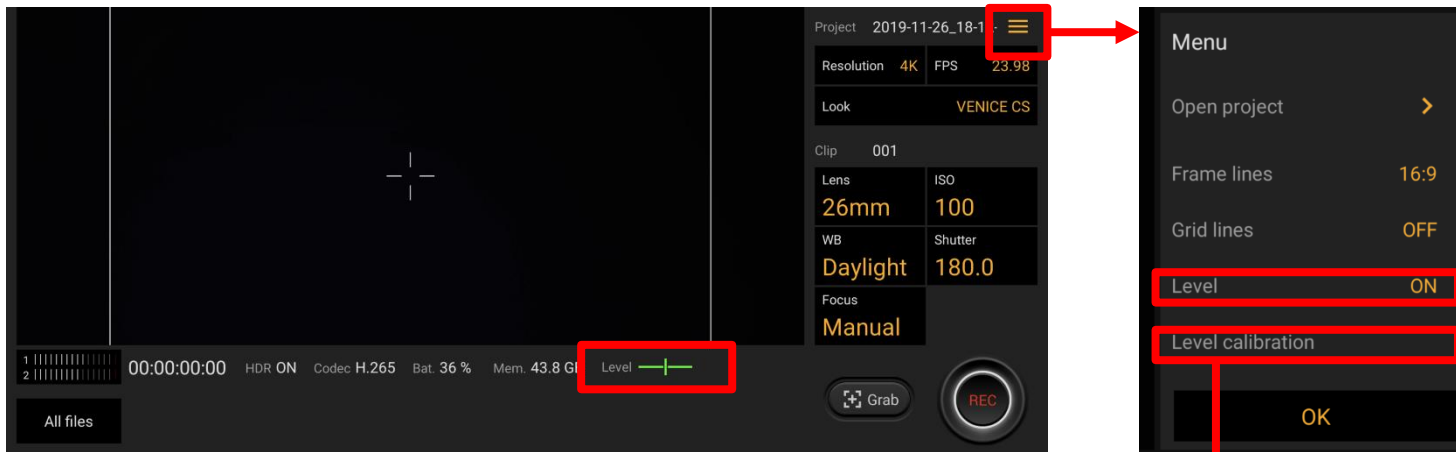 Project 2019-11-26_18-1
Resolution 4K FPS 23.98
Look VENICE CS
Clip 001
Lens ISO
26mm 100
WB Shutter
Daylight 180.0
Focus
Manual
1
2
00:00:00:00 HDR ON Codec H.265 Bat. 36 % Mem. 43.8 G Level
Grab
REC
All files
Menu
Open project >
Frame lines 16:9
Grid lines OFF
Level ON
Level calibration
OK